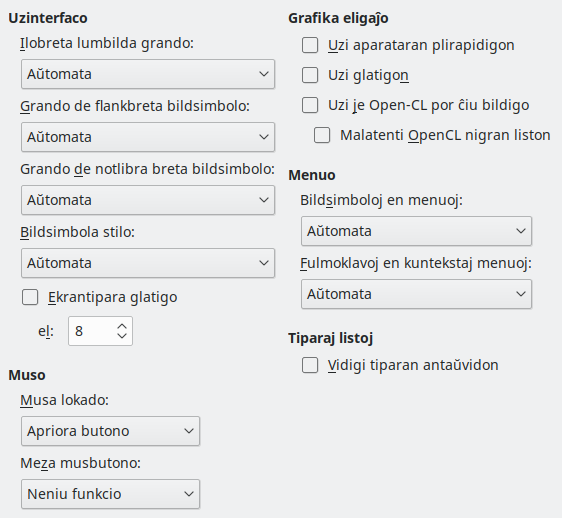 Uzinterfaco
Ilobreta lumbilda grando:
Aŭtomata
Grando de flankbreta bildsimbolo:
Aŭtomata
Grando de notlibra breta bildsimbolo:
Aŭtomata
Bildsimbola stilo:
Aŭtomata
Ekrantipara glatigo
el: 8
Muso
Musa lokado:
Apriora butono
Meza musbutono:
Neniu funkcio
Grafika eligaĵo
Uzi aparataran plirapidigon
Uzi glatigon
Uzi je Open-CL por ĉiu bildigo
Malatenti OpenCL nigran liston
Menuo
Bildsimboloj en menuoj:
Aŭtomata
Fulmoklavoj en kuntekstaj menuoj:
Aŭtomata
Tiparaj listoj
Vidigi tiparan antaŭvidon